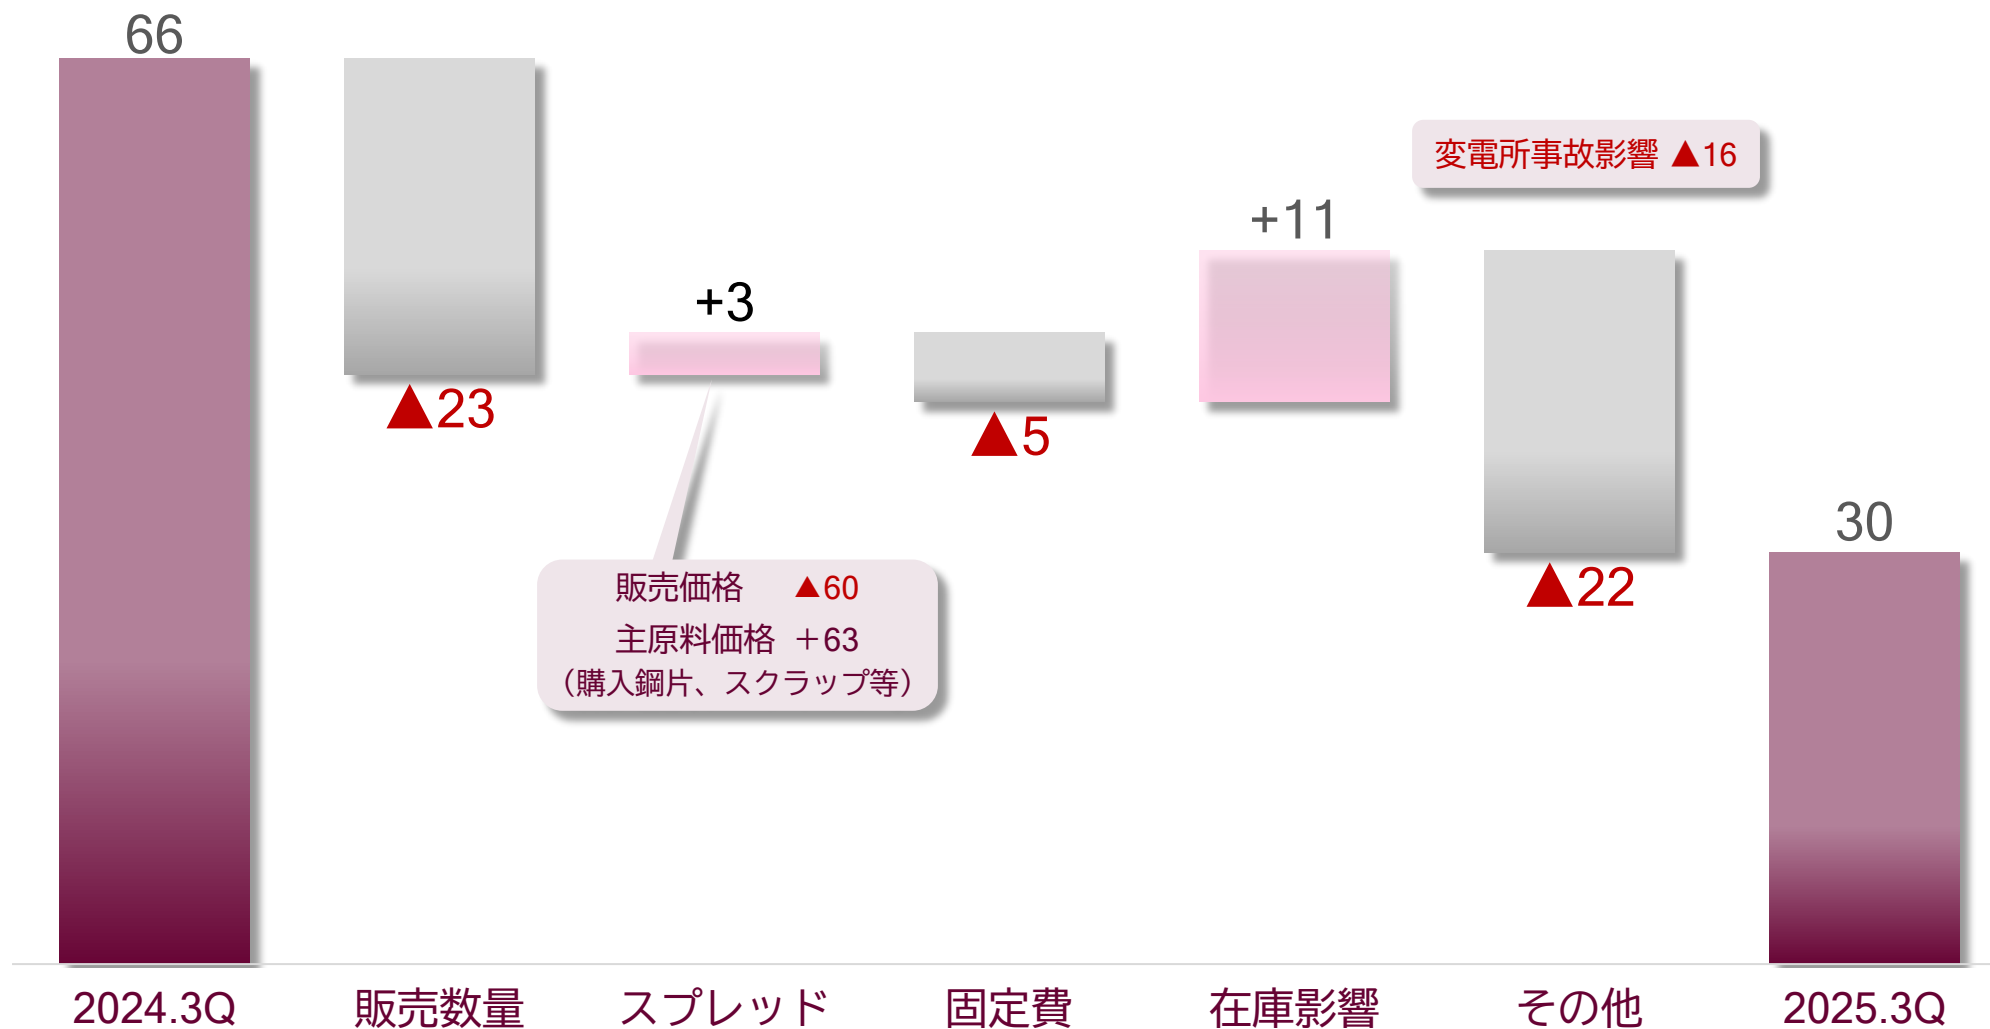 66
変電所事故影響 ▲16
+11
+3
▲23
▲5
30
販売価格 ▲60
主原料価格 ＋63
（購入鋼片、スクラップ等）
▲22
2024.3Q
販売数量
スプレッド
固定費
在庫影響
その他
2025.3Q